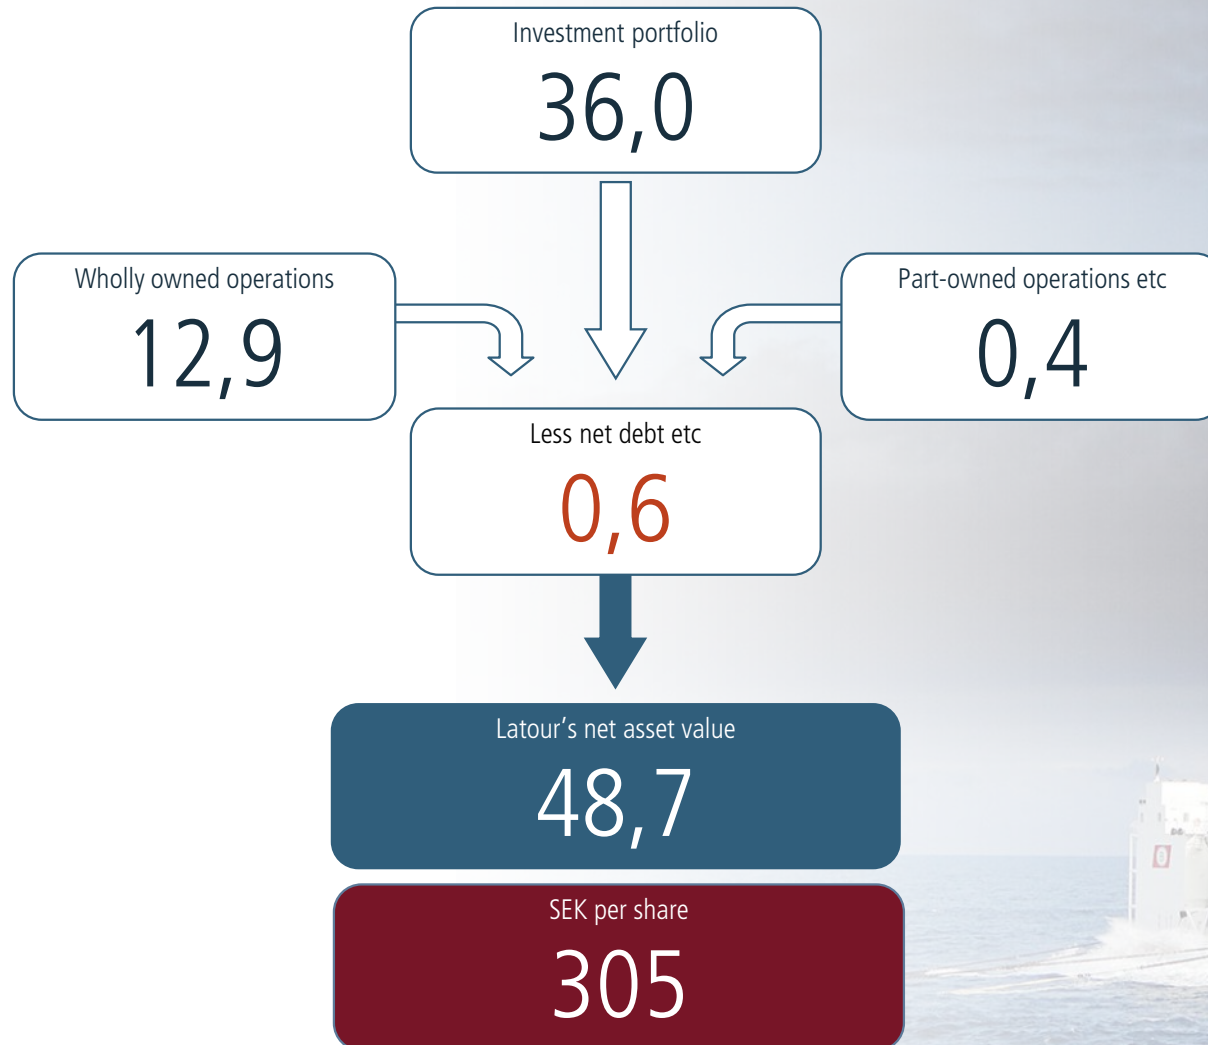 Investment portfolio
36,0
Wholly owned operations
12,9
Part-owned operations etc
0,4
Less net debt etc
0,6
Latour’s net asset value
48,7
SEK per share
305